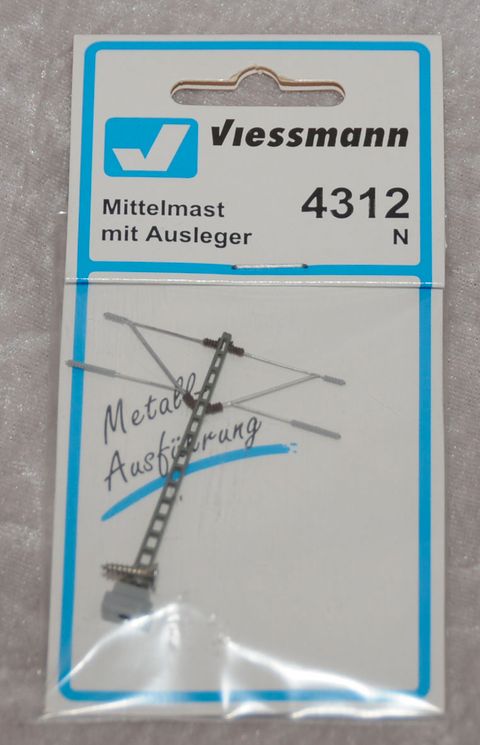 Viessmann
Mittelmast
mit Ausleger
4312
N
Metall-
Ausführung